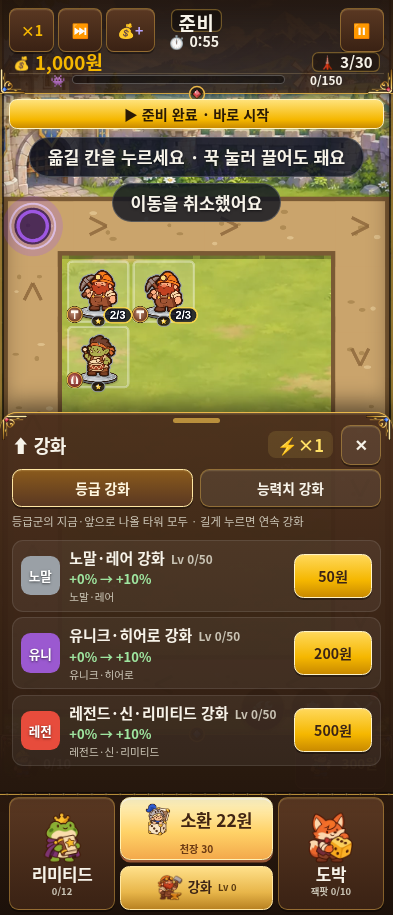 ×1
⏭
💰+
준비
⏱️ 0:55
⏸
💰 1,000원
🗼 3/30
0/150
▶ 준비 완료 · 바로 시작
옮길 칸을 누르세요 · 꾹 눌러 끌어도 돼요
이동을 취소했어요
2/3
2/3
⬆ 강화
⚡×1
✕
등급 강화
능력치 강화
등급군의 지금·앞으로 나올 타워 모두 · 길게 누르면 연속 강화
노말
노말·레어 강화 Lv 0/50
+0% → +10%
노말·레어
50원
유니
유니크·히어로 강화 Lv 0/50
+0% → +10%
유니크·히어로
200원
레전
레전드·신·리미티드 강화 Lv 0/50
+0% → +10%
레전드·신·리미티드
500원
리미티드
0/12
소환 22원
천장 30
강화 Lv 0
도박
잭팟 0/10